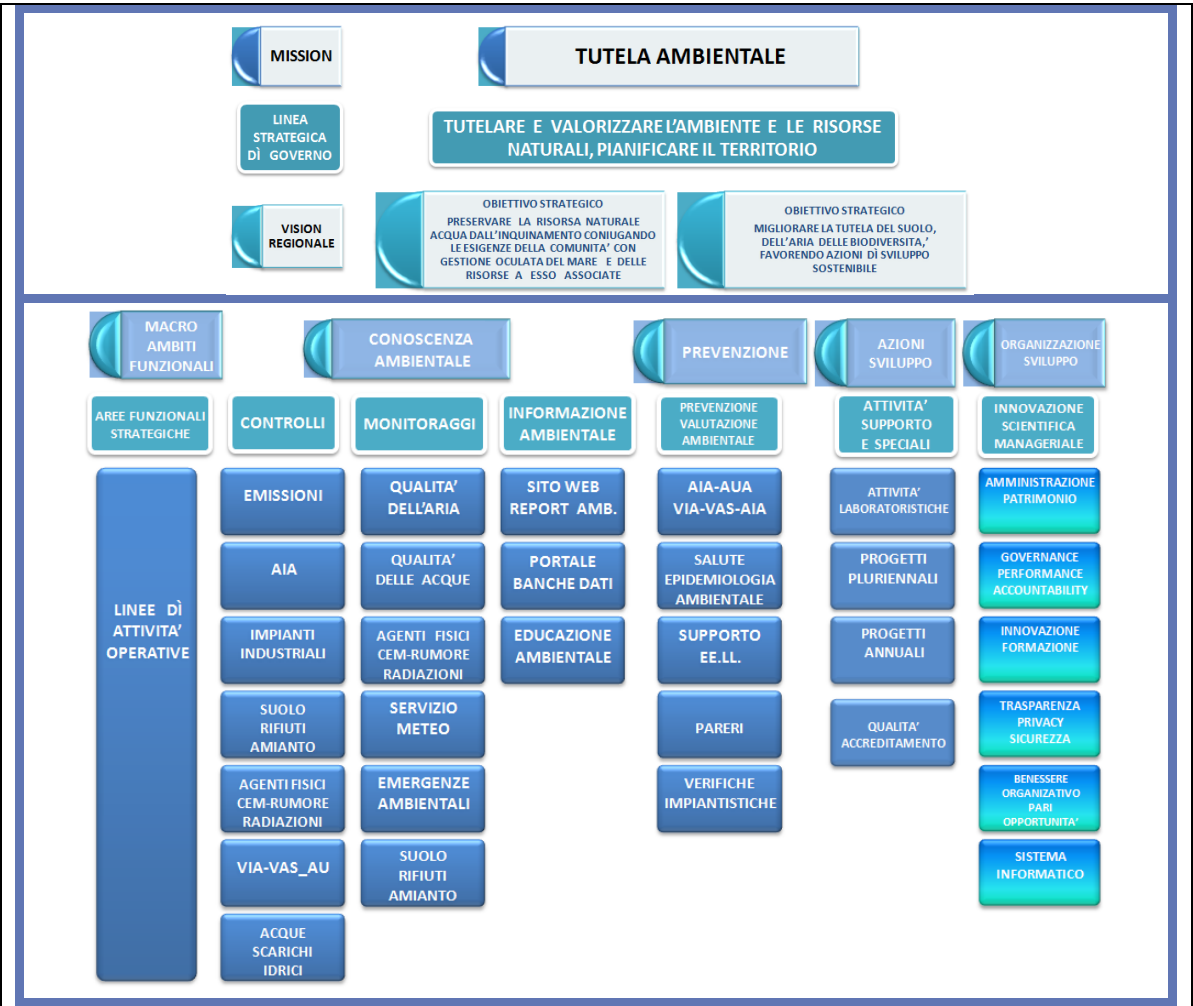 MISSION
TUTELA AMBIENTALE
LINEA
STRATEGICA
DÌ GOVERNO
TUTELARE E VALORIZZARE L'AMBIENTE E LE RISORSE
NATURALI, PIANIFICARE IL TERRITORIO
VISION
REGIONALE
OBIETTIVO STRATEGICO
PRESERVARE LA RISORSA NATURALE
ACQUA DALL'INQUINAMENTO CONIUGANDO
LE ESIGENZE DELLA COMUNITA' CON
GESTIONE OCULATA DEL MARE E DELLE
RISORSE A ESSO ASSOCIATE
OBIETTIVO STRATEGICO
MIGLIORARE LA TUTELA DEL SUOLO,
DELL'ARIA DELLE BIODIVERSITA,'
FAVORENDO AZIONI DÌ SVILUPPO
SOSTENIBILE
MACRO
AMBITI
FUNZIONALI
CONOSCENZA
AMBIENTALE
PREVENZIONE
AZIONI
SVILUPPO
ORGANIZZAZIONE
SVILUPPO
AREE FUNZIONALI
STRATEGICHE
CONTROLLI
MONITORAGGI
INFORMAZIONE
AMBIENTALE
PREVENZIONE
VALUTAZIONE
AMBIENTALE
ATTIVITA'
SUPPORTO
E SPECIALI
INNOVAZIONE
SCIENTIFICA
MANAGERIALE
LINEE DÌ
ATTIVITA'
OPERATIVE
EMISSIONI
AIA
IMPIANTI
INDUSTRIALI
SUOLO
RIFIUTI
AMIANTO
AGENTI FISICI
CEM-RUMORE
RADIAZIONI
VIA-VAS_AU
ACQUE
SCARICHI
IDRICI
QUALITA'
DELL'ARIA
QUALITA'
DELLE ACQUE
AGENTI FISICI
CEM-RUMORE
RADIAZIONI
SERVIZIO
METEO
EMERGENZE
AMBIENTALI
SUOLO
RIFIUTI
AMIANTO
SITO WEB
REPORT AMB.
PORTALE
BANCHE DATI
EDUCAZIONE
AMBIENTALE
AIA-AUA
VIA-VAS-AIA
SALUTE
EPIDEMIOLOGIA
AMBIENTALE
SUPPORTO
EE.LL.
PARERI
VERIFICHE
IMPIANTISTICHE
ATTIVITA'
LABORATORISTICHE
PROGETTI
PLURIENNALI
PROGETTI
ANNUALI
QUALITA'
ACCREDITAMENTO
AMMINISTRAZIONE
PATRIMONIO
GOVERNANCE
PERFORMANCE
ACCOUNTABILITY
INNOVAZIONE
FORMAZIONE
TRASPARENZA
PRIVACY
SICUREZZA
BENESSERE
ORGANIZATIVO
PARI
OPPORTUNITA'
SISTEMA
INFORMATICO